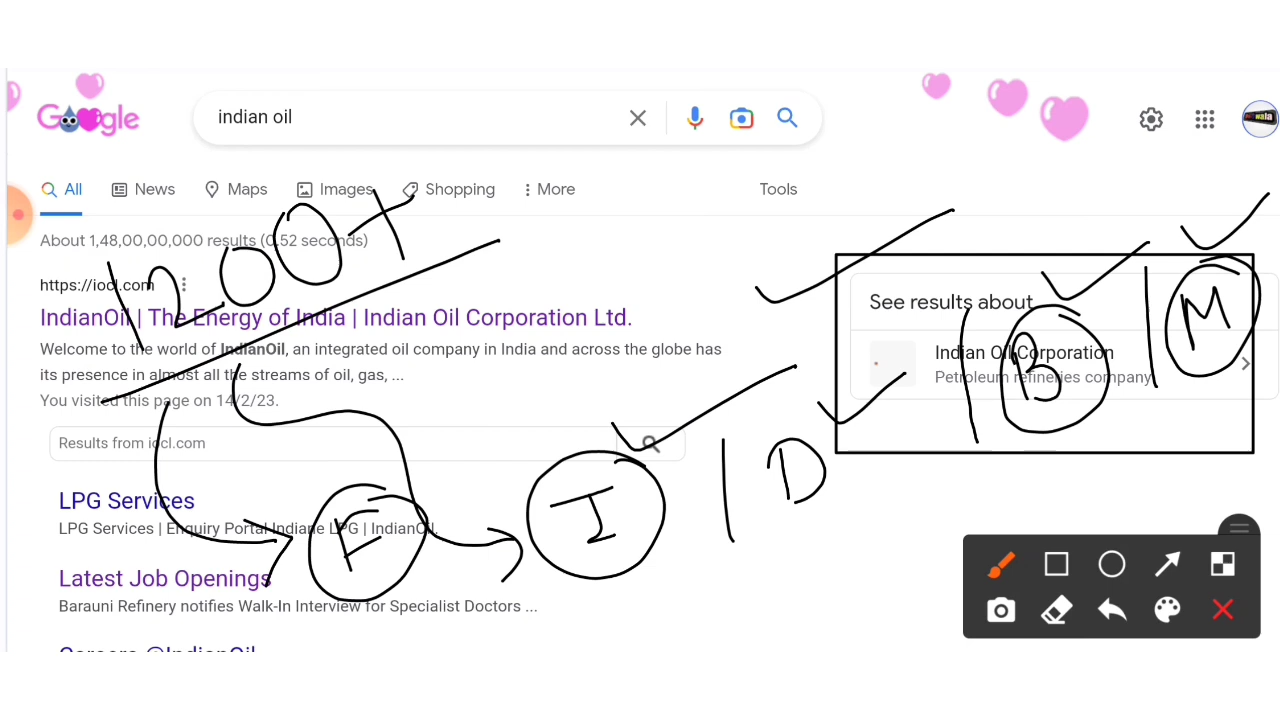 Google
indian oil
wala
All News Maps Images Shopping More Tools
About 1,48,00,00,000 results (0.52 seconds)
1200+
https://iocl.com
IndianOil | The Energy of India | Indian Oil Corporation Ltd.
Welcome to the world of IndianOil, an integrated oil company in India and across the globe has
its presence in almost all the streams of oil, gas, ...
You visited this page on 14/2/23.
Results from iocl.com
LPG Services
LPG Services | Enquiry Portal Indane LPG | IndianOil.
Latest Job Openings
Barauni Refinery notifies Walk-In Interview for Specialist Doctors ...
Careers @IndianOil
F I | D | B | M
See results about
Indian Oil Corporation
Petroleum refineries company